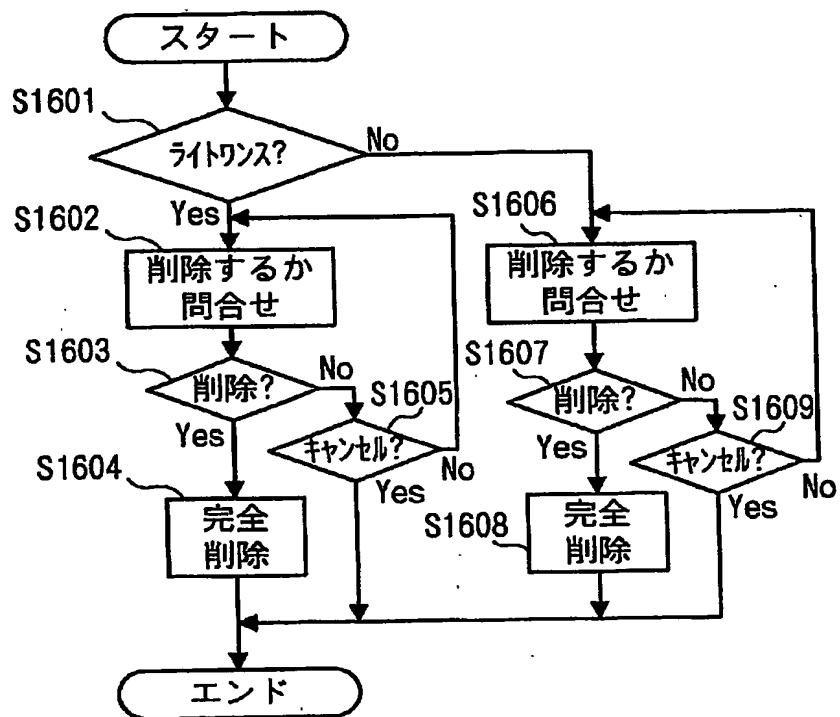 スタート
S1601
ライトワンス?
No
Yes
S1602
削除するか
問合せ
S1603
削除?
No
Yes
S1605
キャンセル?
No
Yes
S1604
完全
削除
S1606
削除するか
問合せ
S1607
削除?
No
Yes
S1609
キャンセル?
No
Yes
S1608
完全
削除
エンド